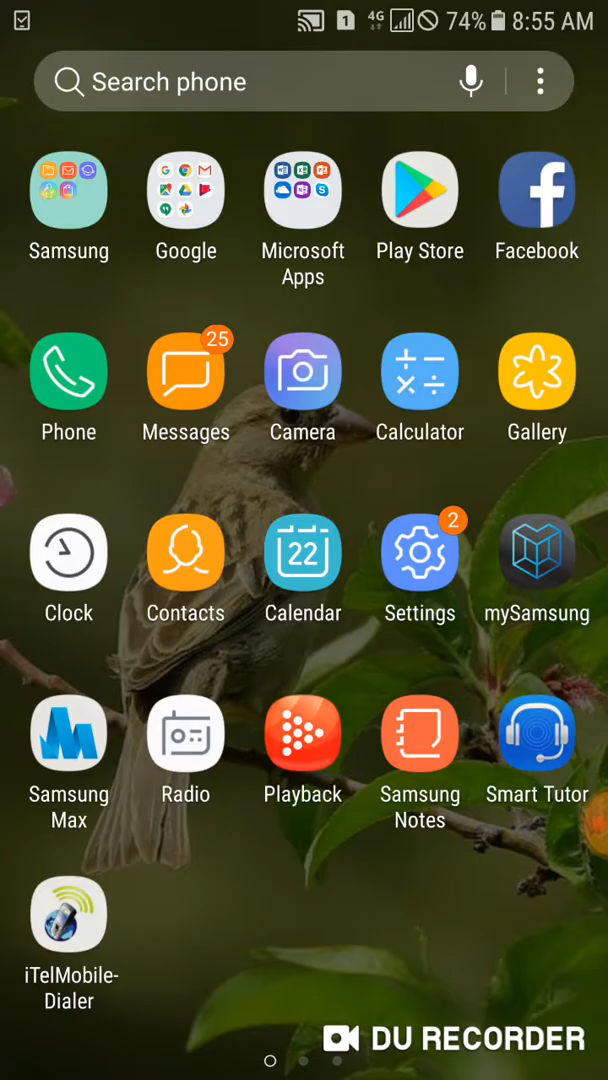 1 4G 74% 8:55 AM
Search phone
Samsung
Google
Microsoft
Apps
Play Store
Facebook
25
Phone
Messages
Camera
Calculator
Gallery
22
2
Clock
Contacts
Calendar
Settings
mySamsung
Samsung
Max
Radio
Playback
Samsung
Notes
Smart Tutor
iTelMobile-
Dialer
DU RECORDER